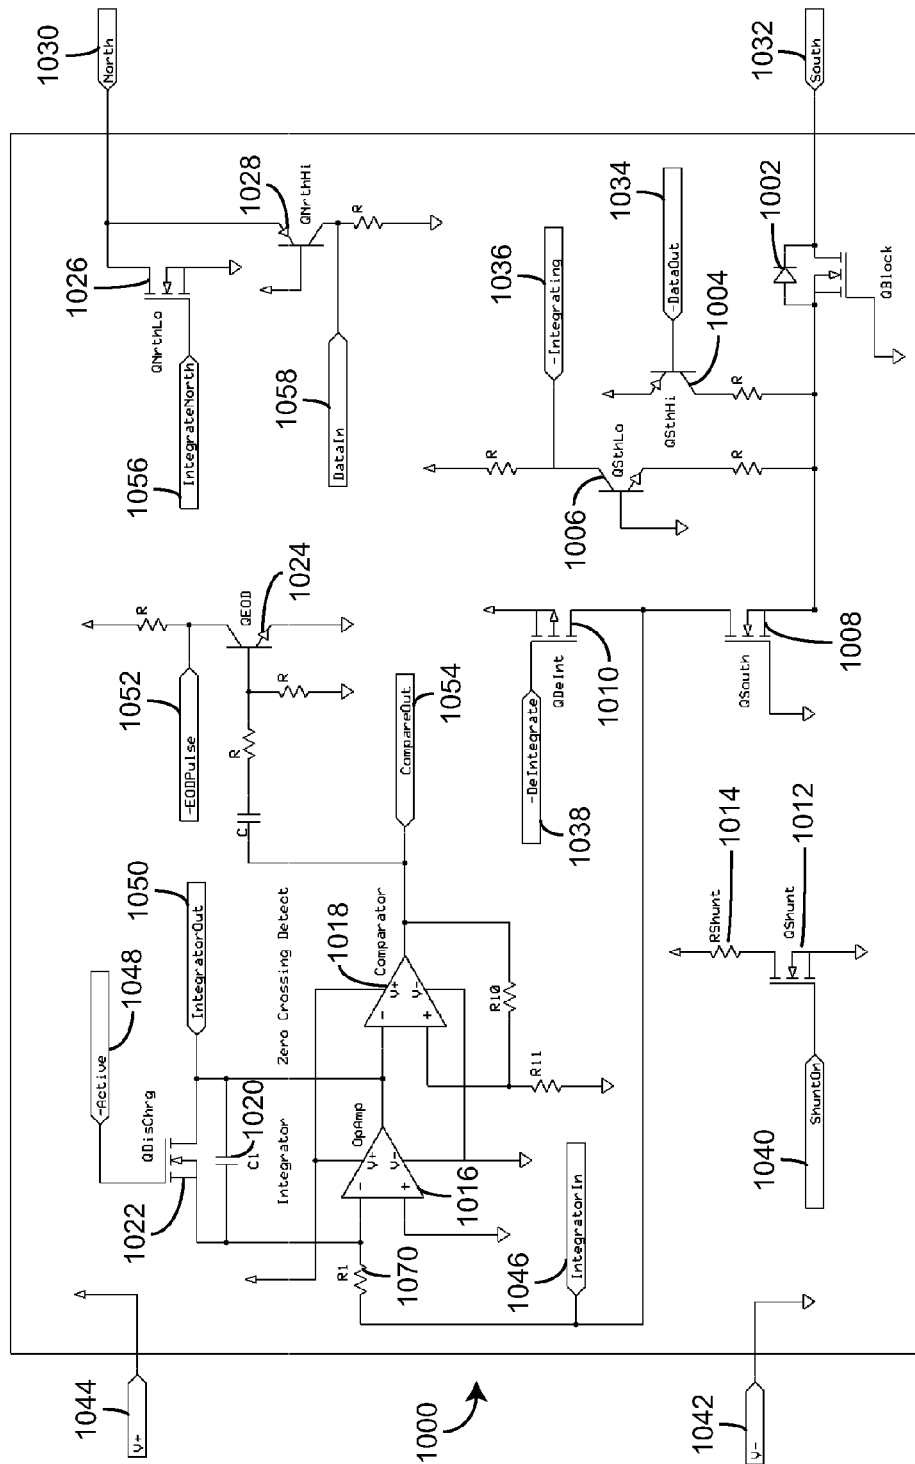 1044
V+
1000
1042
V-
-Active
1048
QDisChrg
1022
C1
1020
IntegratorOut
1050
Integrator
Zero Crossing Detect
R1
1070
OpAmp
V+
V-
-
+
1016
Comparator
1018
V+
V-
-
+
R10
R11
IntegratorIn
1046
CompareOut
1054
C
R
R
R
QEOD
1024
-EODPulse
1052
IntegrateNorth
1056
QNrthLo
1026
QNrthHi
1028
R
DataIn
1058
North
1030
South
1032
-DeIntegrate
1038
QDeInt
1010
QSouth
1008
ShuntOn
1040
RShunt
1014
QShunt
1012
R
-Integrating
1036
QSthLo
1006
R
-DataOut
1034
QSthHi
1004
R
1002
QBlock